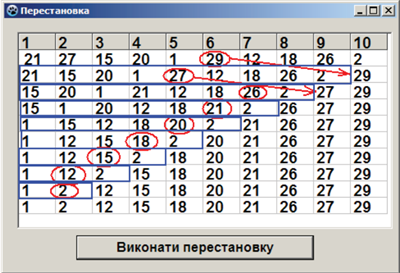 Перестановка
1 2 3 4 5 6 7 8 9 10
21 27 15 20 1 29 12 18 26 2
21 15 20 1 27 12 18 26 2 29
15 20 1 21 12 18 26 2 27 29
15 1 20 12 18 21 2 26 27 29
1 15 12 18 20 2 21 26 27 29
1 12 15 18 2 20 21 26 27 29
1 12 15 2 18 20 21 26 27 29
1 12 2 15 18 20 21 26 27 29
1 2 12 15 18 20 21 26 27 29
1 2 12 15 18 20 21 26 27 29
Виконати перестановку